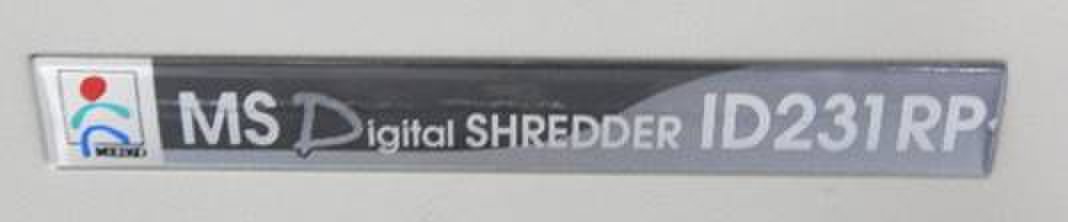 MS Digital SHREDDER ID231RP